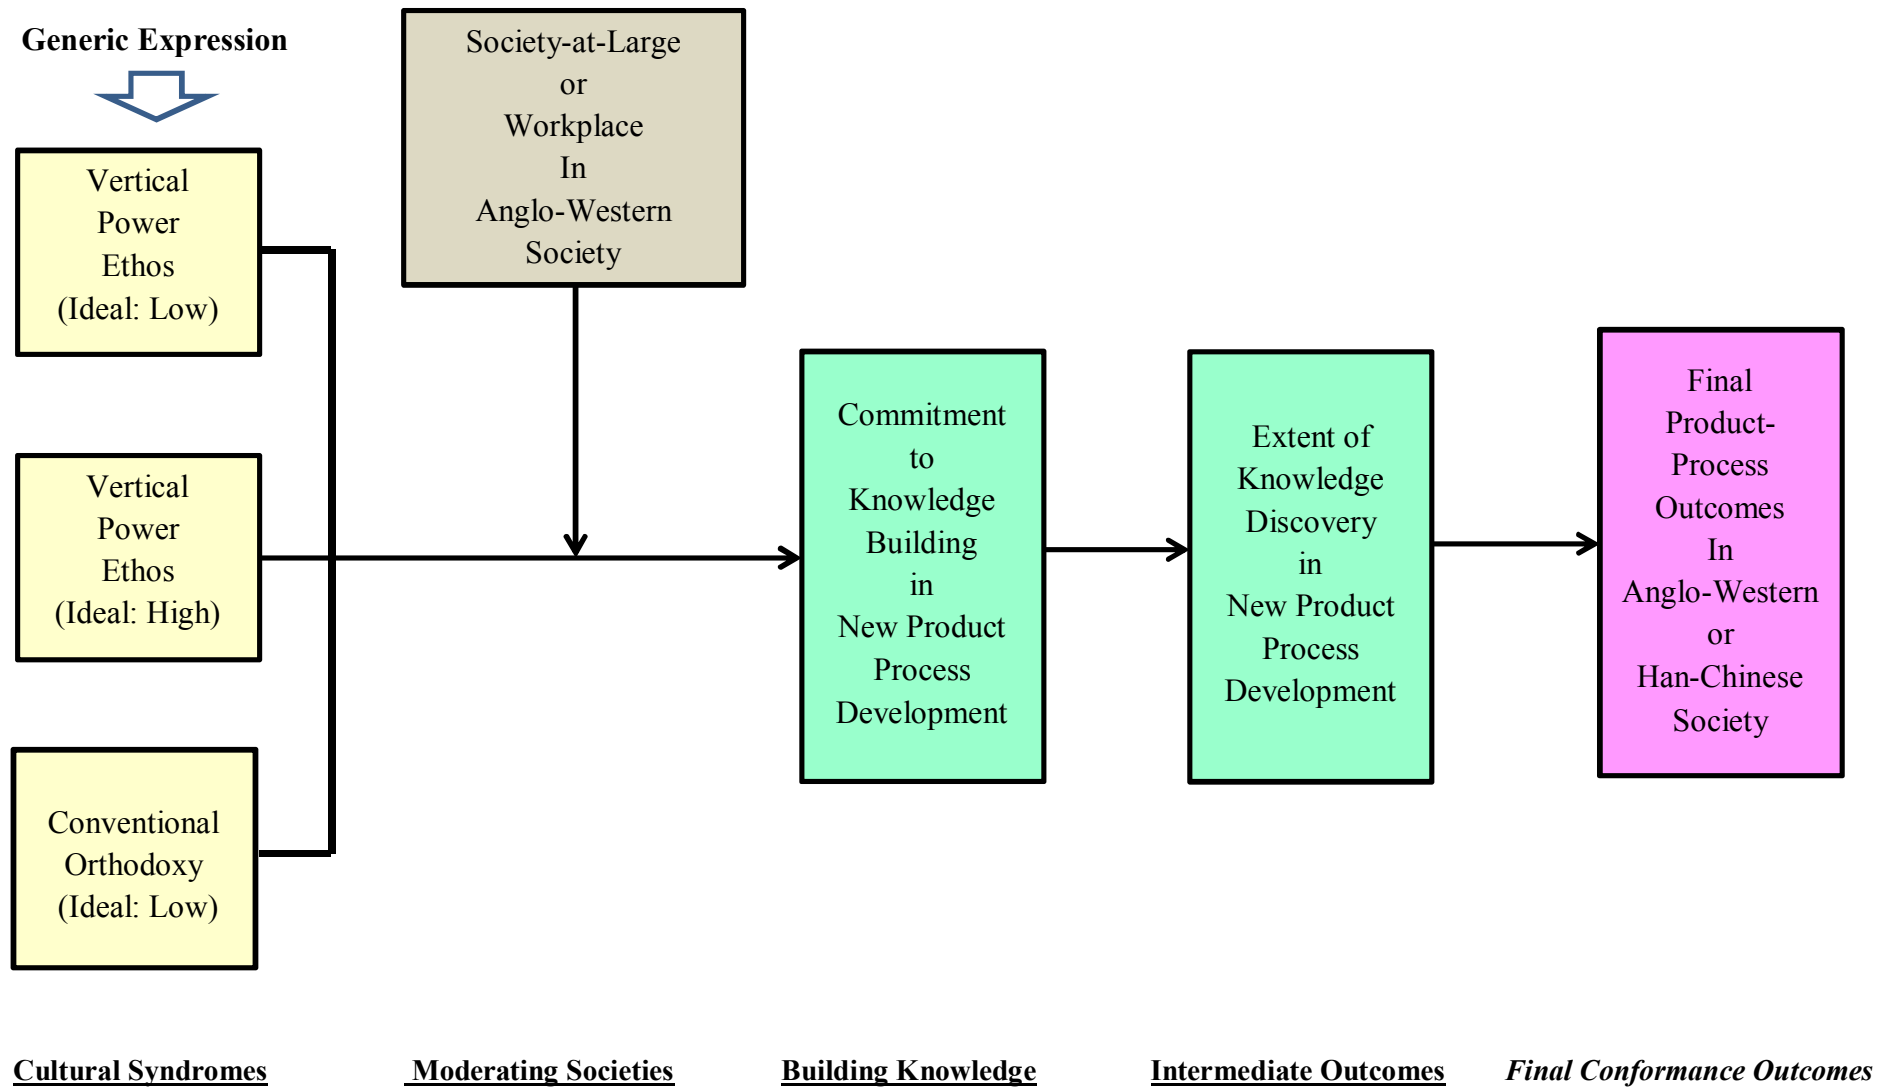 Generic Expression
Vertical
Power
Ethos
(Ideal: Low)
Vertical
Power
Ethos
(Ideal: High)
Conventional
Orthodoxy
(Ideal: Low)
Society-at-Large
or
Workplace
In
Anglo-Western
Society
Commitment
to
Knowledge
Building
in
New Product
Process
Development
Extent of
Knowledge
Discovery
in
New Product
Process
Development
Final
Product-
Process
Outcomes
In
Anglo-Western
or
Han-Chinese
Society
Cultural Syndromes
Moderating Societies
Building Knowledge
Intermediate Outcomes
Final Conformance Outcomes